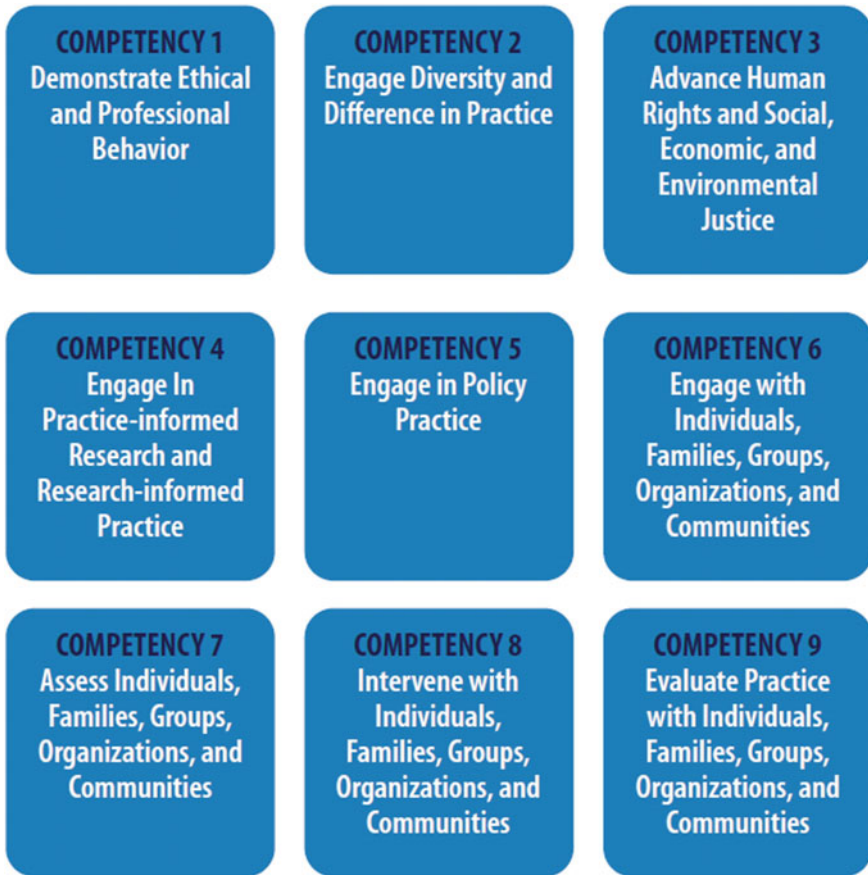 COMPETENCY 1
Demonstrate Ethical
and Professional
Behavior
COMPETENCY 2
Engage Diversity and
Difference in Practice
COMPETENCY 3
Advance Human
Rights and Social,
Economic, and
Environmental
Justice
COMPETENCY 4
Engage In
Practice-informed
Research and
Research-informed
Practice
COMPETENCY 5
Engage in Policy
Practice
COMPETENCY 6
Engage with
Individuals,
Families, Groups,
Organizations, and
Communities
COMPETENCY 7
Assess Individuals,
Families, Groups,
Organizations, and
Communities
COMPETENCY 8
Intervene with
Individuals,
Families, Groups,
Organizations, and
Communities
COMPETENCY 9
Evaluate Practice
with Individuals,
Families, Groups,
Organizations, and
Communities